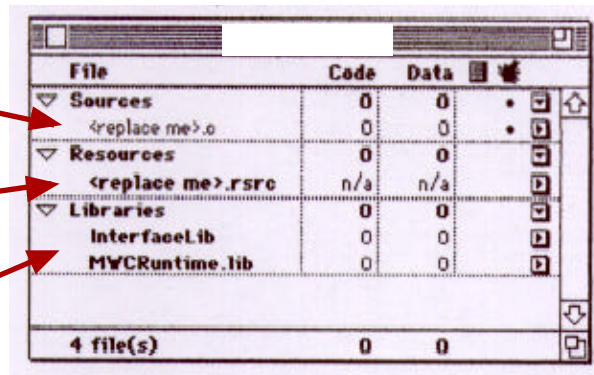 File Code Data
Sources 0 0
<replace me>.c 0 0
Resources 0 0
<replace me>.rsrc n/a n/a
Libraries 0 0
InterfaceLib 0 0
MWCRuntime.lib 0 0
4 file(s) 0 0